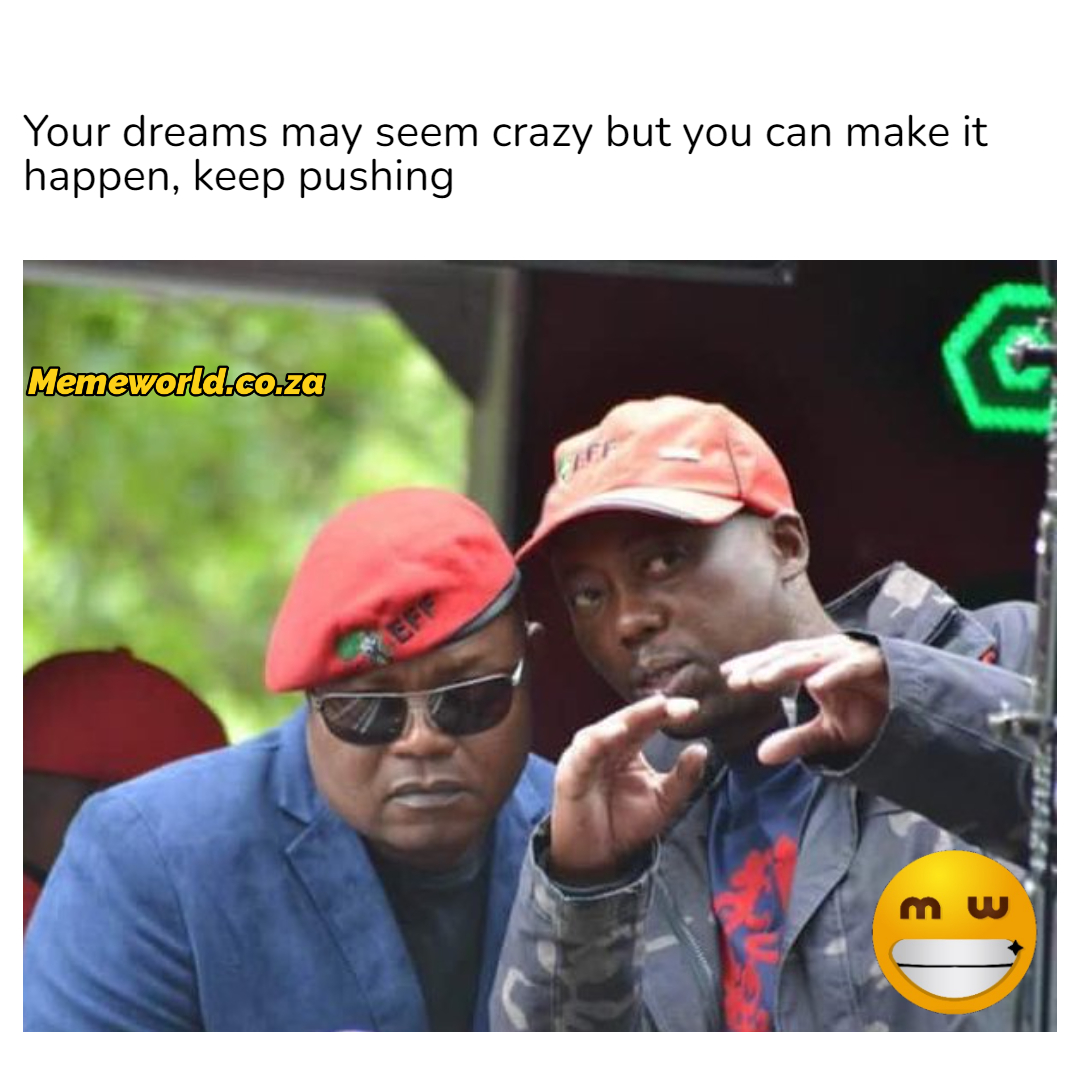 Your dreams may seem crazy but you can make it
happen, keep pushing
Memeworld.co.za
EFF
EFF
m w